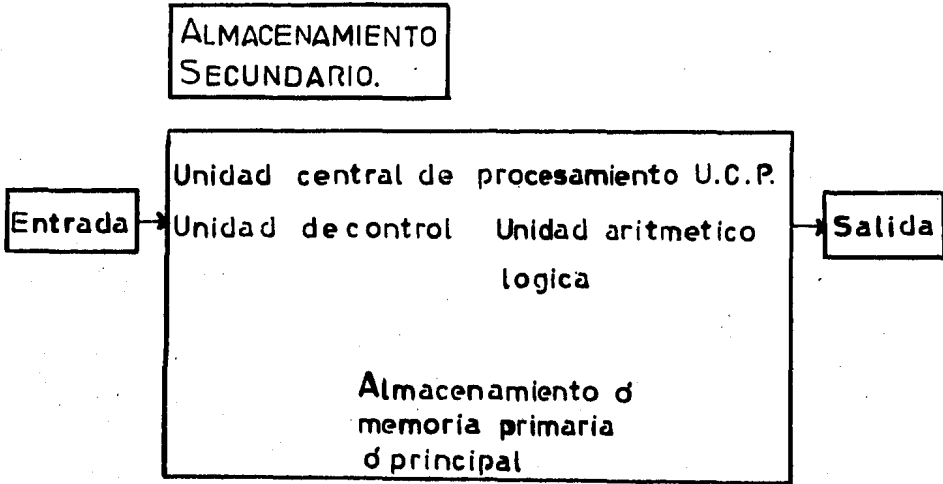 ALMACENAMIENTO
SECUNDARIO.
Unidad central de procesamiento U.C.P.
Entrada
Unidad de control Unidad aritmetico
logica
Salida
Almacenamiento ó
memoria primaria
ó principal